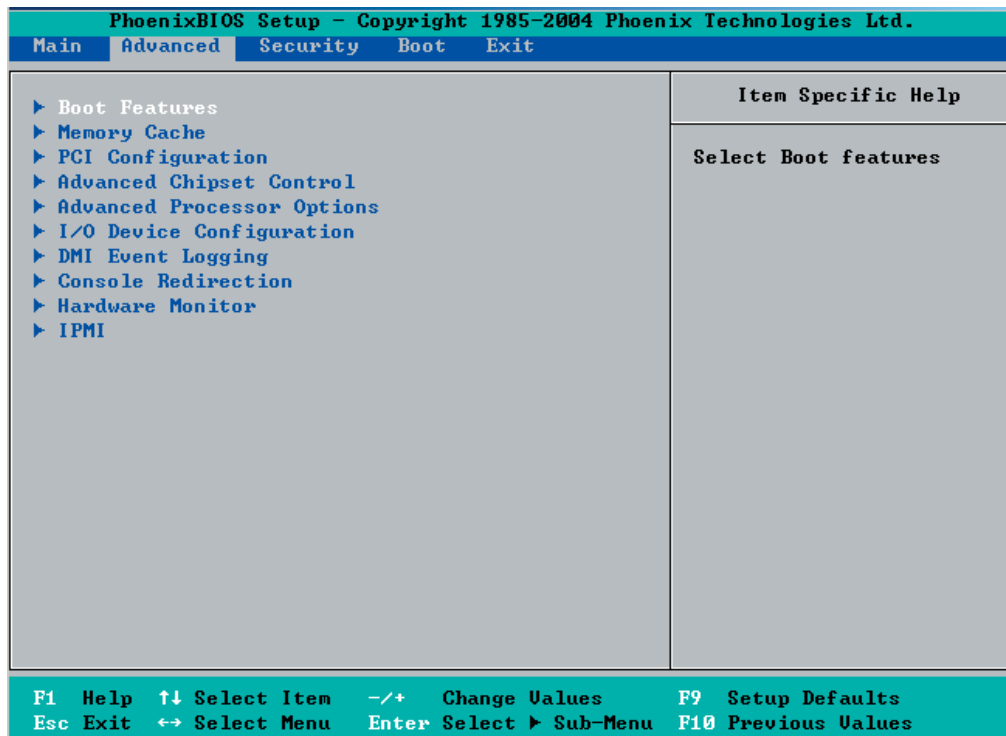 PhoenixBIOS Setup – Copyright 1985–2004 Phoenix Technologies Ltd.
Main Advanced Security Boot Exit
▶ Boot Features
▶ Memory Cache
▶ PCI Configuration
▶ Advanced Chipset Control
▶ Advanced Processor Options
▶ I/O Device Configuration
▶ DMI Event Logging
▶ Console Redirection
▶ Hardware Monitor
▶ IPMI
Item Specific Help
Select Boot features
F1 Help ↑↓ Select Item -/+ Change Values F9 Setup Defaults
Esc Exit ↔ Select Menu Enter Select ▶ Sub-Menu F10 Previous Values